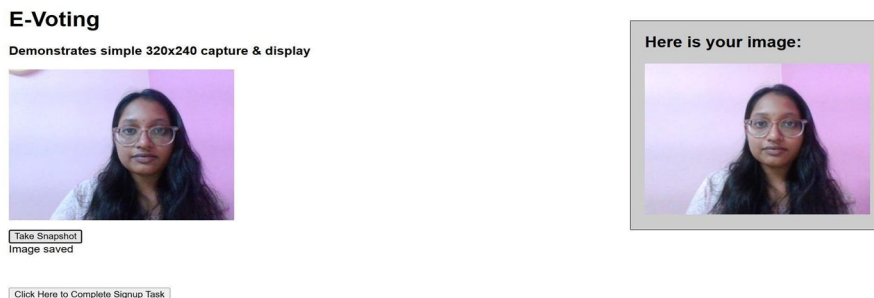 E-Voting
Demonstrates simple 320x240 capture & display
Take Snapshot
Image saved
Click Here to Complete Signup Task
Here is your image: